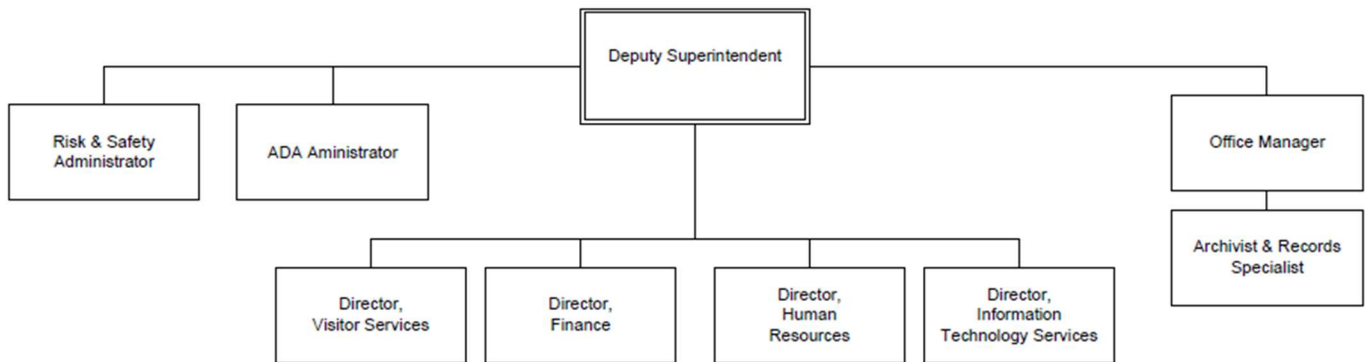 Deputy Superintendent
Risk & Safety
Administrator
ADA Aministrator
Office Manager
Archivist & Records
Specialist
Director,
Visitor Services
Director,
Finance
Director,
Human
Resources
Director,
Information
Technology Services